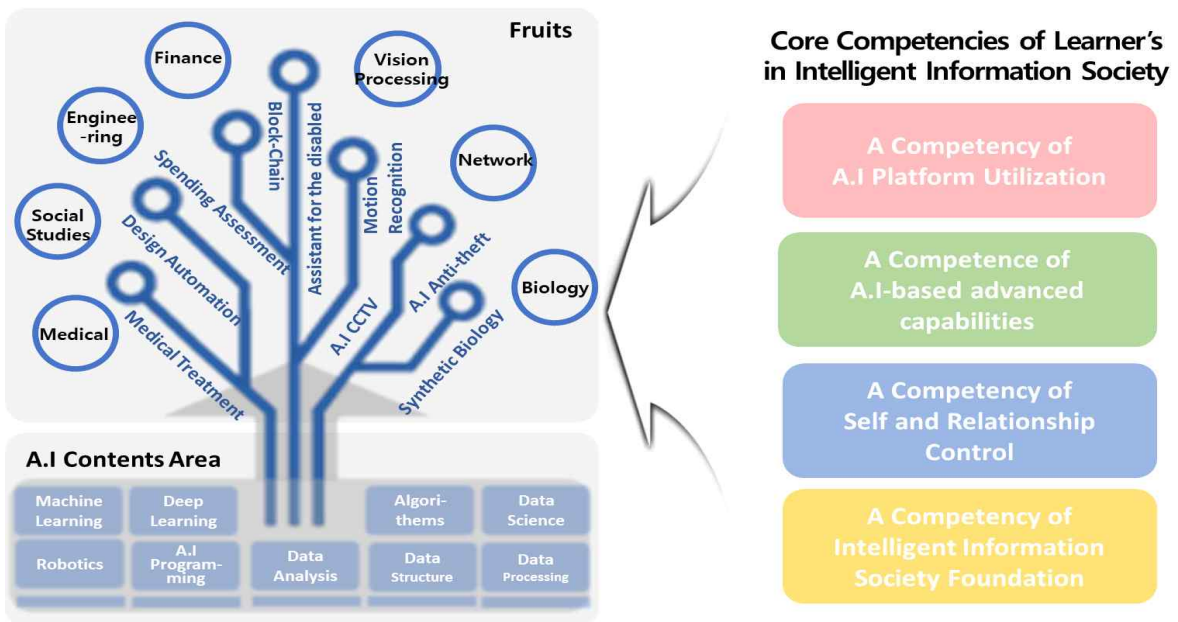 Fruits
Finance
Vision
Processing
Enginee
-ring
Network
Social
Studies
Biology
Medical
Block-Chain
Assistant for the disabled
Spending Assessment
Motion
Recognition
Design Automation
A.I Anti-theft
A.I CCTV
Medical Treatment
Synthetic Biology
A.I Contents Area
Machine
Learning
Deep
Learning
Algori-
thems
Data
Science
Robotics
A.I
Program-
ming
Data
Analysis
Data
Structure
Data
Processing
Core Competencies of Learner's
in Intelligent Information Society
A Competency of
A.I Platform Utilization
A Competence of
A.I-based advanced
capabilities
A Competency of
Self and Relationship
Control
A Competency of
Intelligent Information
Society Foundation